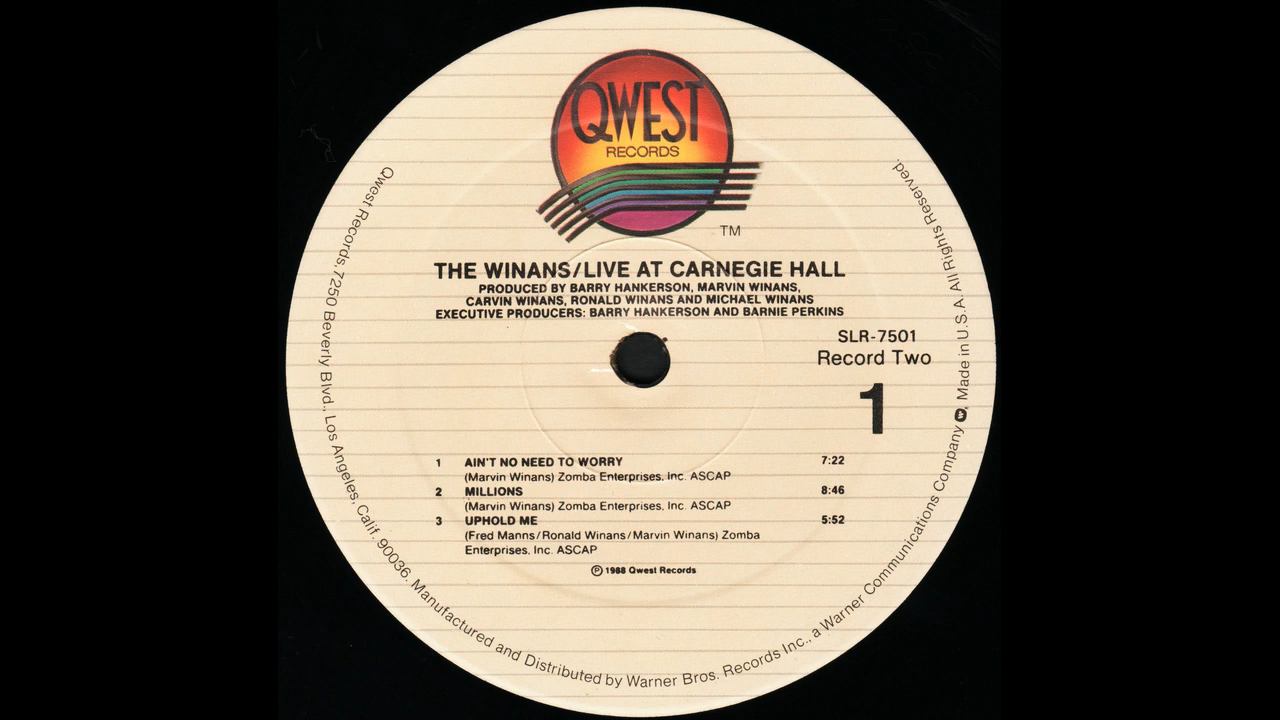 QWEST
RECORDS
TM
THE WINANS/LIVE AT CARNEGIE HALL
PRODUCED BY BARRY HANKERSON, MARVIN WINANS,
CARVIN WINANS, RONALD WINANS AND MICHAEL WINANS
EXECUTIVE PRODUCERS: BARRY HANKERSON AND BARNIE PERKINS
SLR-7501
Record Two
1
1 AIN'T NO NEED TO WORRY 7:22
(Marvin Winans) Zomba Enterprises, Inc. ASCAP
2 MILLIONS 8:46
(Marvin Winans) Zomba Enterprises, Inc. ASCAP
3 UPHOLD ME 5:52
(Fred Manns/Ronald Winans/Marvin Winans) Zomba
Enterprises, Inc. ASCAP
℗ 1988 Qwest Records
Qwest Records, 7250 Beverly Blvd., Los Angeles, Calif. 90036. Manufactured and Distributed by Warner Bros. Records Inc., a Warner Communications Company W, Made in U.S.A. All Rights Reserved.